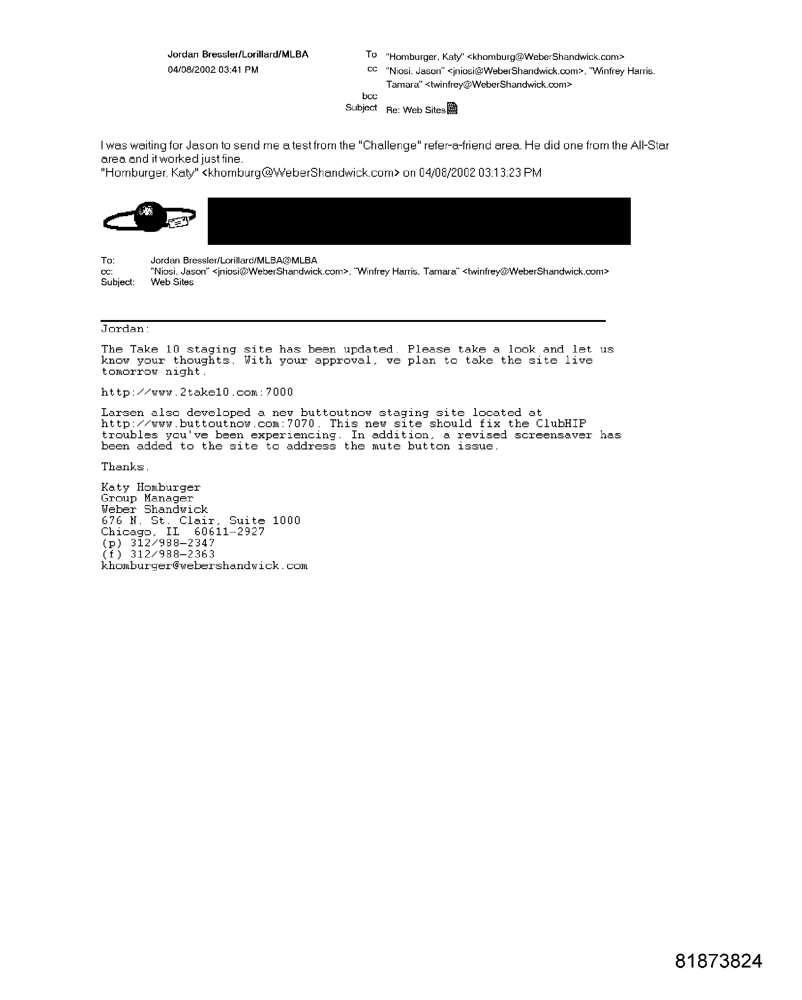 Jordan Bressler/Lorillard/MLBA
04/08/2002 03:41 PM
To "Homburger, Katy" <khomburg@WeberShandwick.com>
cc "Niosi, Jason" <jniosi@WeberShandwick.com>, "Winfrey Harris,
Tamara" <twinfrey@WeberShandwick.com>
bcc
Subject Re: Web Sites
I was waiting for Jason to send me a test from the "Challenge" refer-a-friend area. He did one from the All-Star
area and it worked just fine.
"Homburger, Katy" <khomburg@WeberShandwick.com> on 04/08/2002 03:13:23 PM
To: Jordan Bressler/Lorillard/MLBA@MLBA
cc: "Niosi, Jason" <jniosi@WeberShandwick.com>, "Winfrey Harris, Tamara" <twinfrey@WeberShandwick.com>
Subject: Web Sites
Jordan:
The Take 10 staging site has been updated. Please take a look and let us
know your thoughts. With your approval, we plan to take the site live
tomorrow night.
http://www.2take10.com:7000
Larsen also developed a new buttoutnow staging site located at
http://www.buttoutnow.com:7070. This new site should fix the ClubHIP
troubles you've been experiencing. In addition, a revised screensaver has
been added to the site to address the mute button issue.
Thanks.
Katy Homburger
Group Manager
Weber Shandwick
676 N. St. Clair, Suite 1000
Chicago, IL 60611-2927
(p) 312/988-2347
(f) 312/988-2363
khomburger@webershandwick.com
81873824